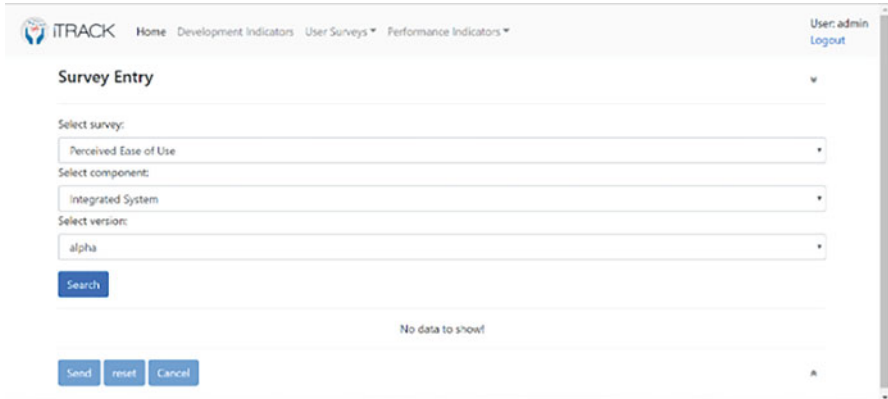 iTRACK Home Development Indicators User Surveys Performance Indicators User: admin
Logout
Survey Entry
Select survey:
Perceived Ease of Use
Select component:
Integrated System
Select version:
alpha
Search
No data to show!
Send reset Cancel